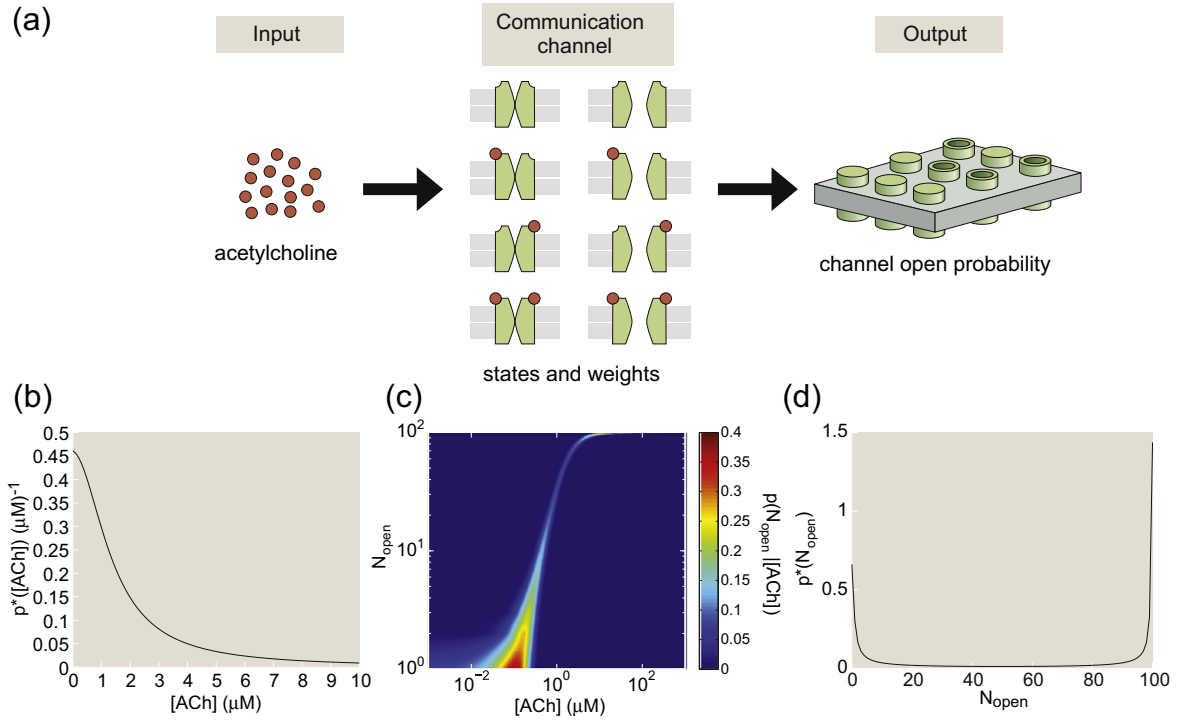 (a)
Input
Communication
channel
Output
acetylcholine
states and weights
channel open probability
(b)
p*([ACh]) (μM)-1
0.5
0.45
0.4
0.35
0.3
0.25
0.2
0.15
0.1
0.05
0
0 1 2 3 4 5 6 7 8 9 10
[ACh] (μM)
(c)
Nopen
10²
10¹
10⁰
10⁻² 10⁰ 10²
[ACh] (μM)
0.4
0.35
0.3
0.25
0.2
0.15
0.1
0.05
0
p(Nopen |[ACh])
(d)
p*(Nopen)
1.5
1
0.5
0
0 20 40 60 80 100
Nopen